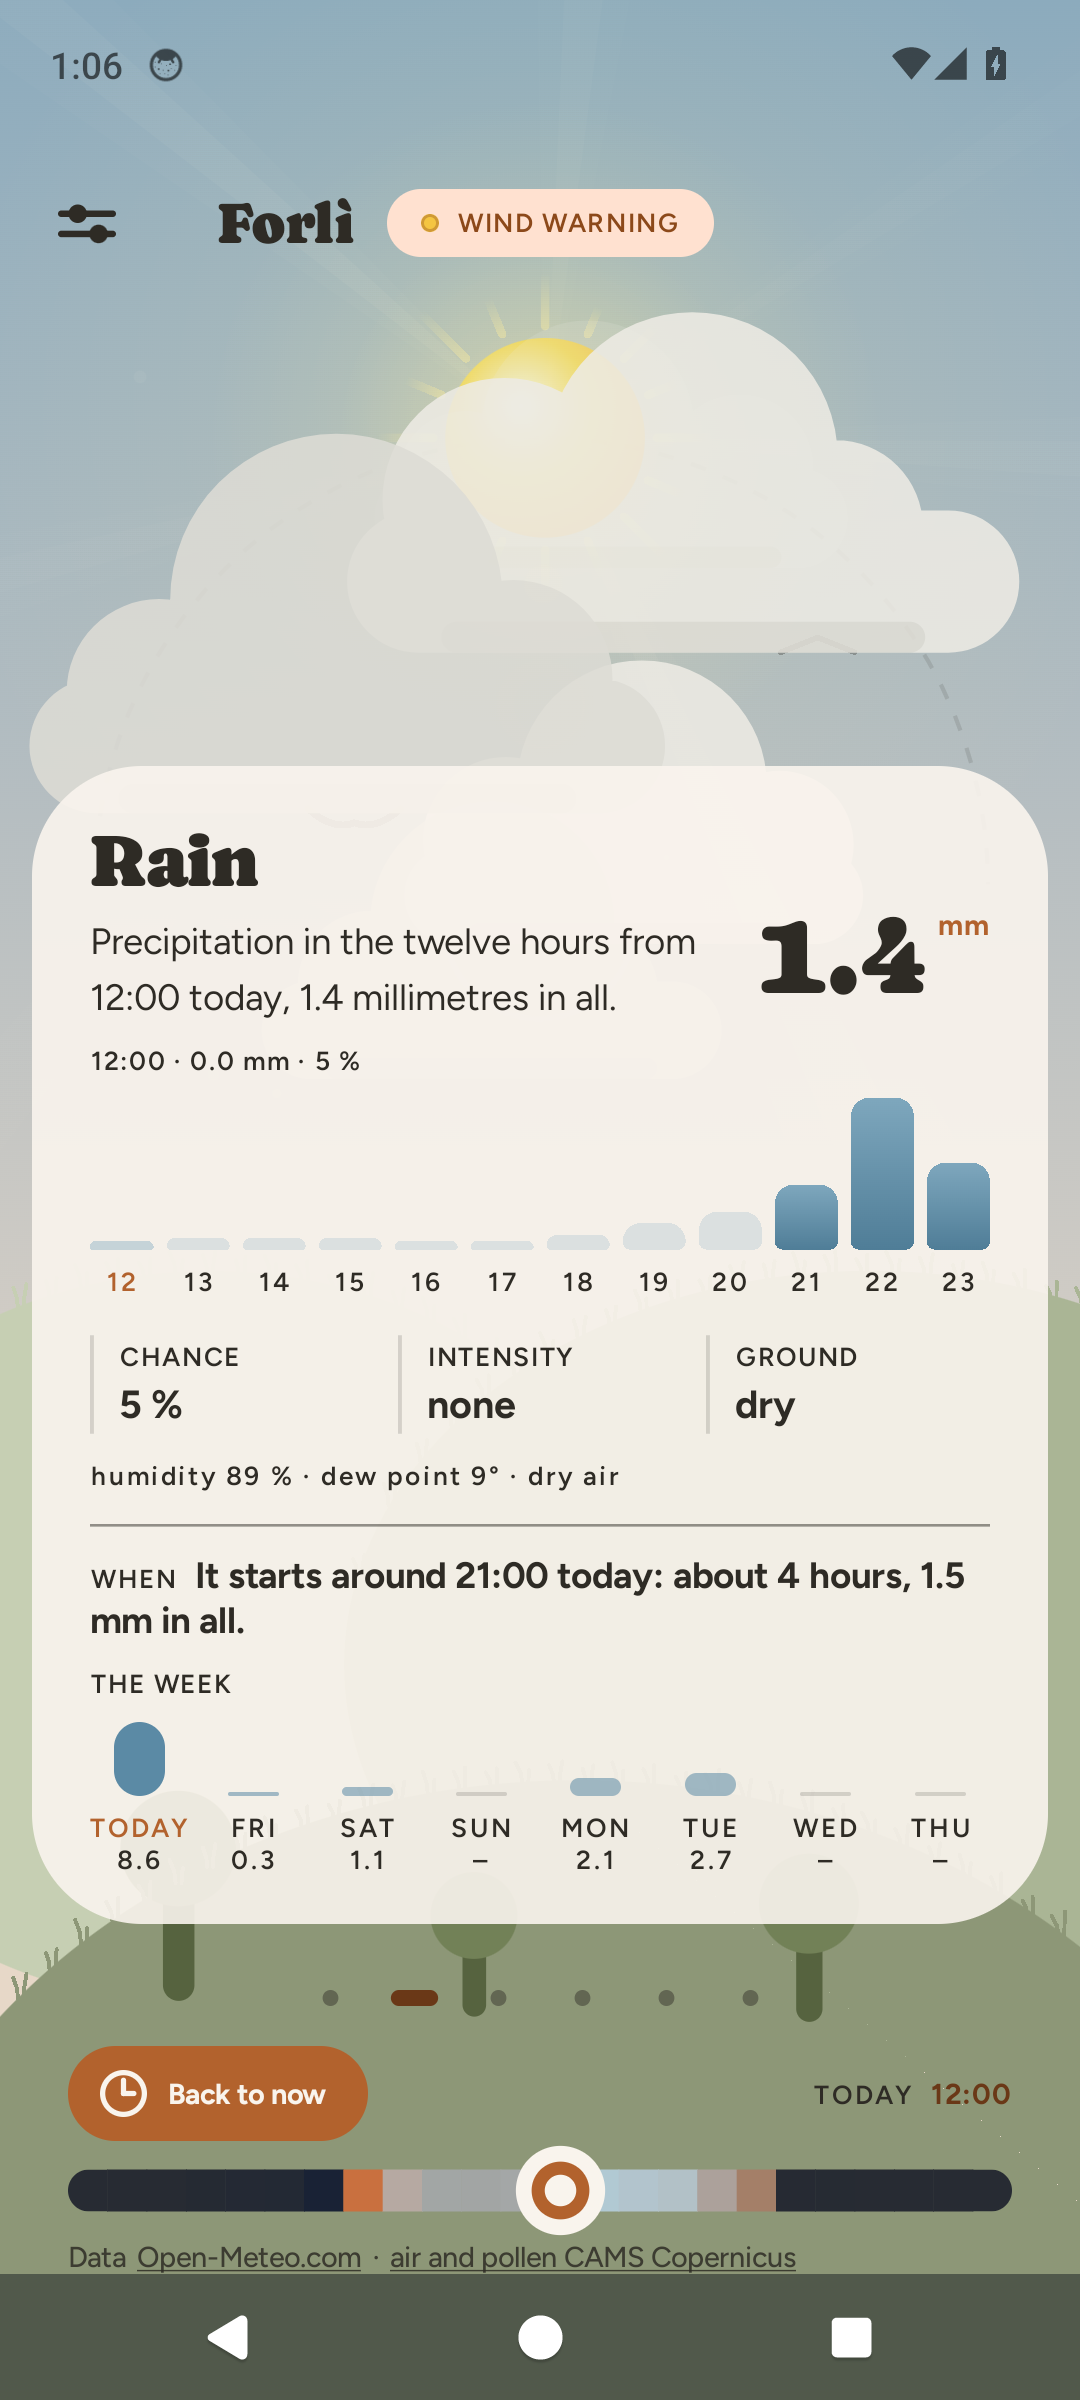 1:06
Forlì
WIND WARNING
Rain
Precipitation in the twelve hours from
12:00 today, 1.4 millimetres in all.
1.4 mm
12:00 · 0.0 mm · 5 %
12 13 14 15 16 17 18 19 20 21 22 23
CHANCE INTENSITY GROUND
5 % none dry
humidity 89 % · dew point 9° · dry air
WHEN It starts around 21:00 today: about 4 hours, 1.5
mm in all.
THE WEEK
TODAY FRI SAT SUN MON TUE WED THU
8.6 0.3 1.1 – 2.1 2.7 – –
Back to now
TODAY 12:00
Data Open-Meteo.com · air and pollen CAMS Copernicus